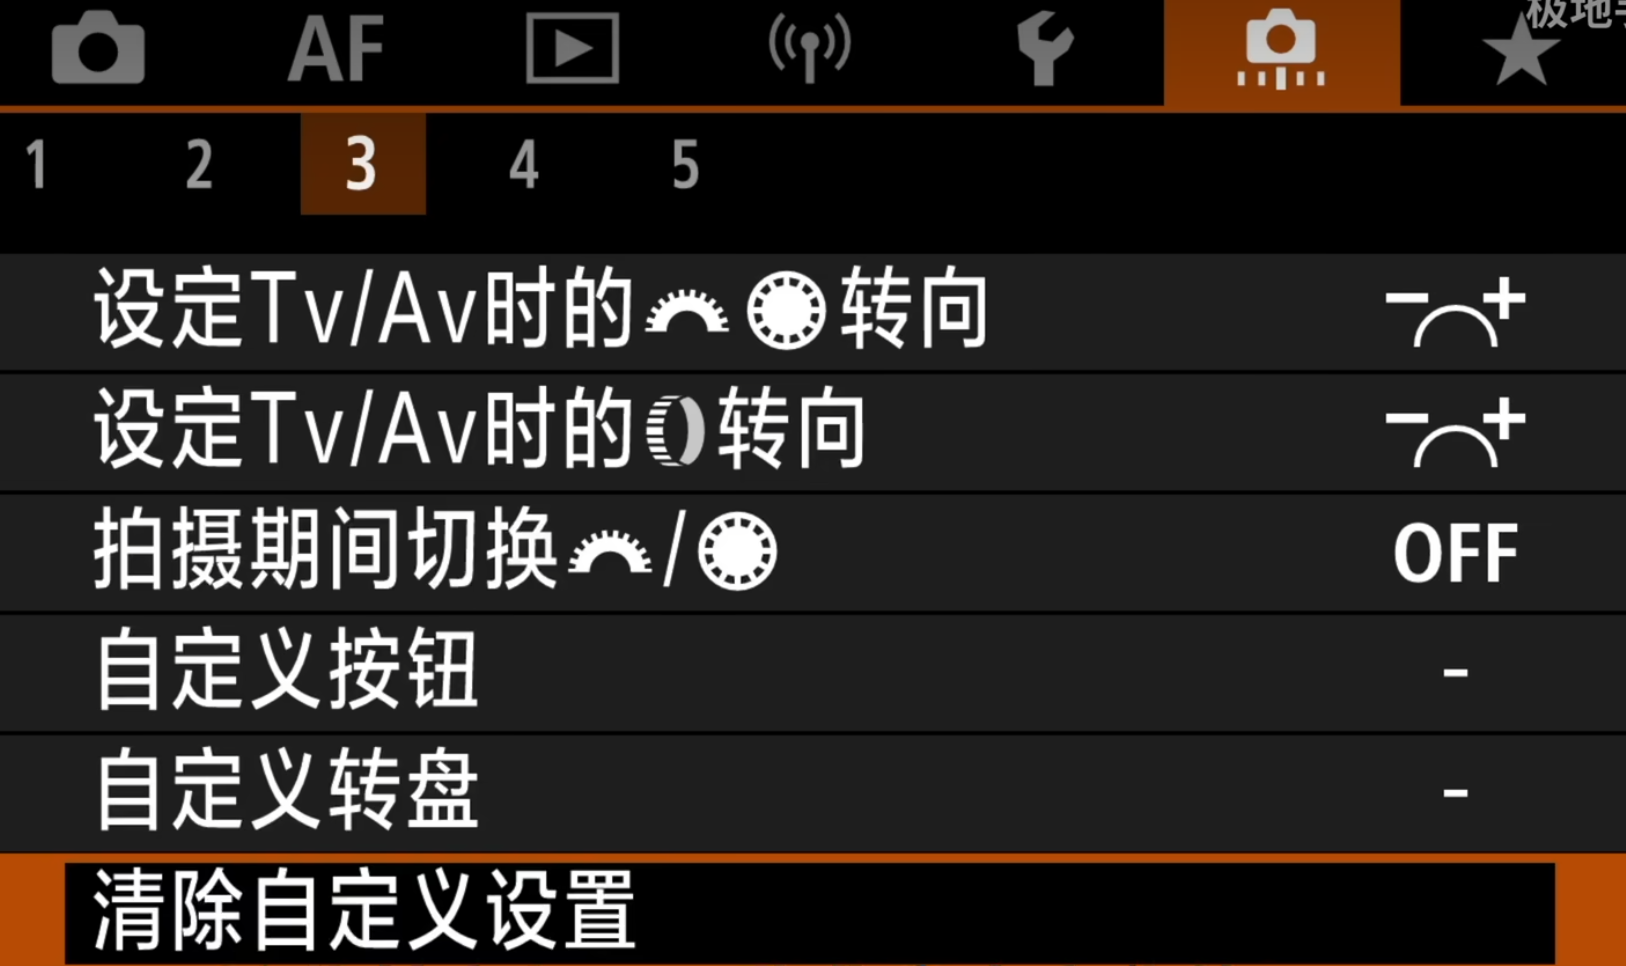 极地
AF
1 2 3 4 5
设定Tv/Av时的转向
设定Tv/Av时的转向
拍摄期间切换/ OFF
自定义按钮 -
自定义转盘 -
清除自定义设置